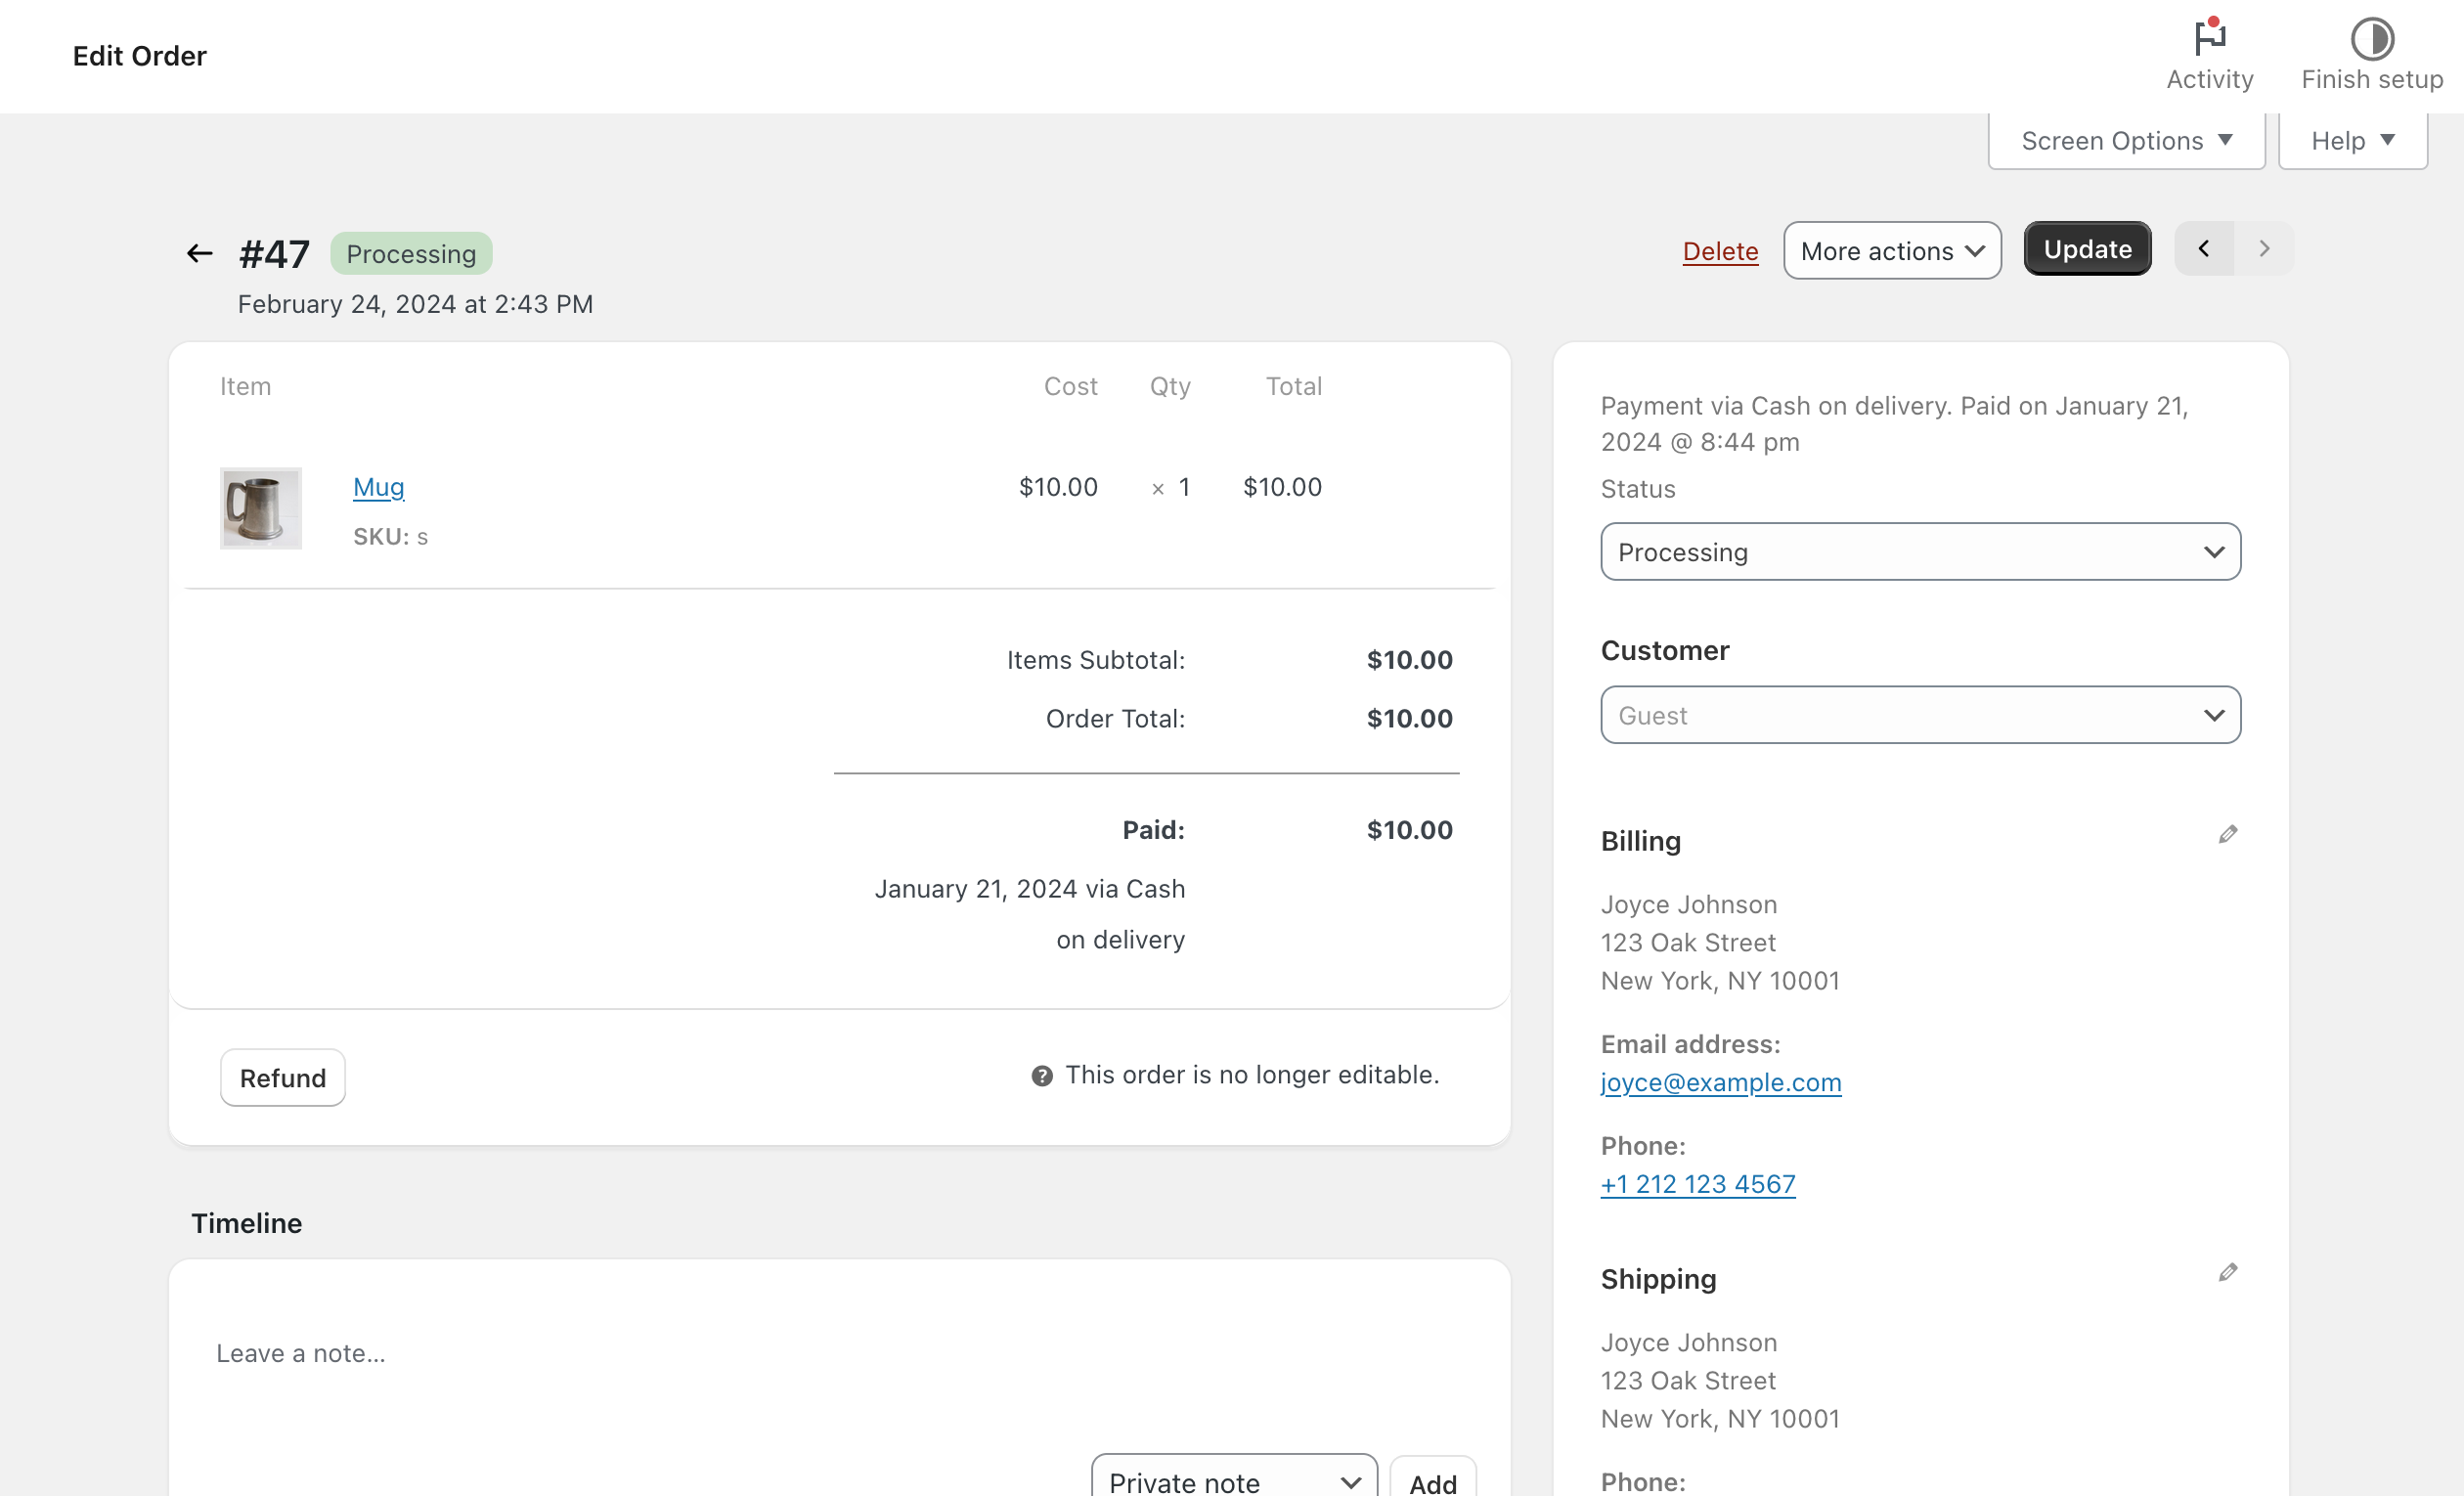 Edit Order
Activity
Finish setup
Screen Options
Help
#47
Processing
February 24, 2024 at 2:43 PM
Delete
More actions
Update
Item Cost Qty Total
Mug $10.00 × 1 $10.00
SKU: s
Items Subtotal: $10.00
Order Total: $10.00
Paid: $10.00
January 21, 2024 via Cash
on delivery
Refund
This order is no longer editable.
Timeline
Leave a note...
Private note
Add
Payment via Cash on delivery. Paid on January 21,
2024 @ 8:44 pm
Status
Processing
Customer
Guest
Billing
Joyce Johnson
123 Oak Street
New York, NY 10001
Email address:
joyce@example.com
Phone:
+1 212 123 4567
Shipping
Joyce Johnson
123 Oak Street
New York, NY 10001
Phone: